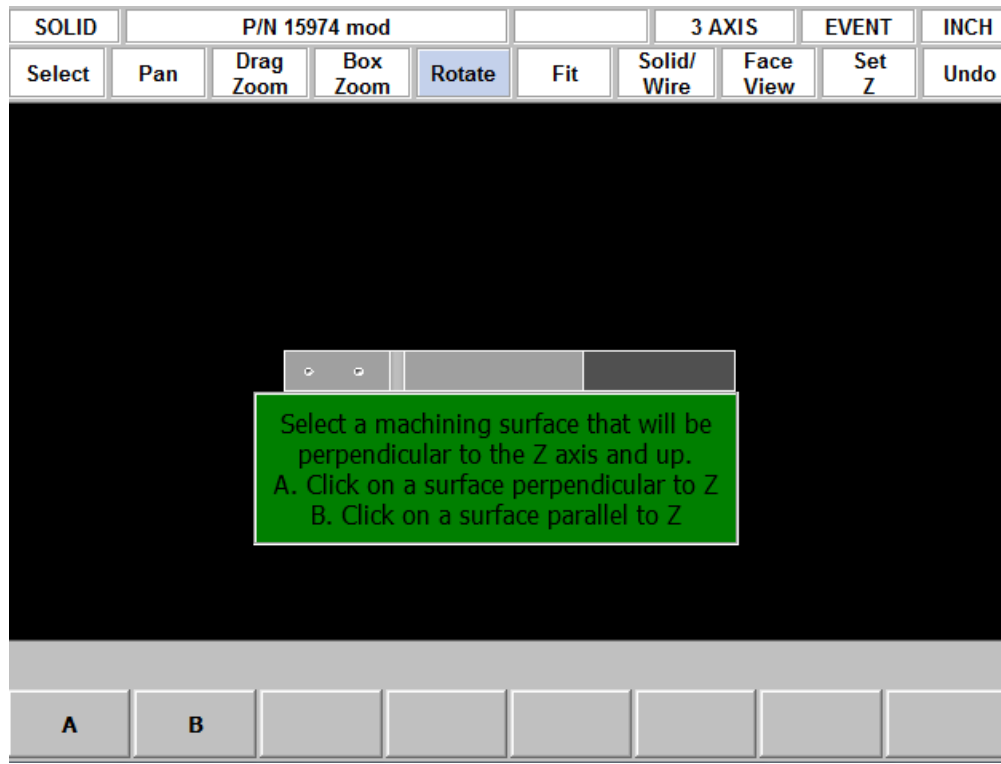 SOLID P/N 15974 mod 3 AXIS EVENT INCH
Select Pan Drag Zoom Box Zoom Rotate Fit Solid/ Wire Face View Set Z Undo
Select a machining surface that will be
perpendicular to the Z axis and up.
A. Click on a surface perpendicular to Z
B. Click on a surface parallel to Z
A B